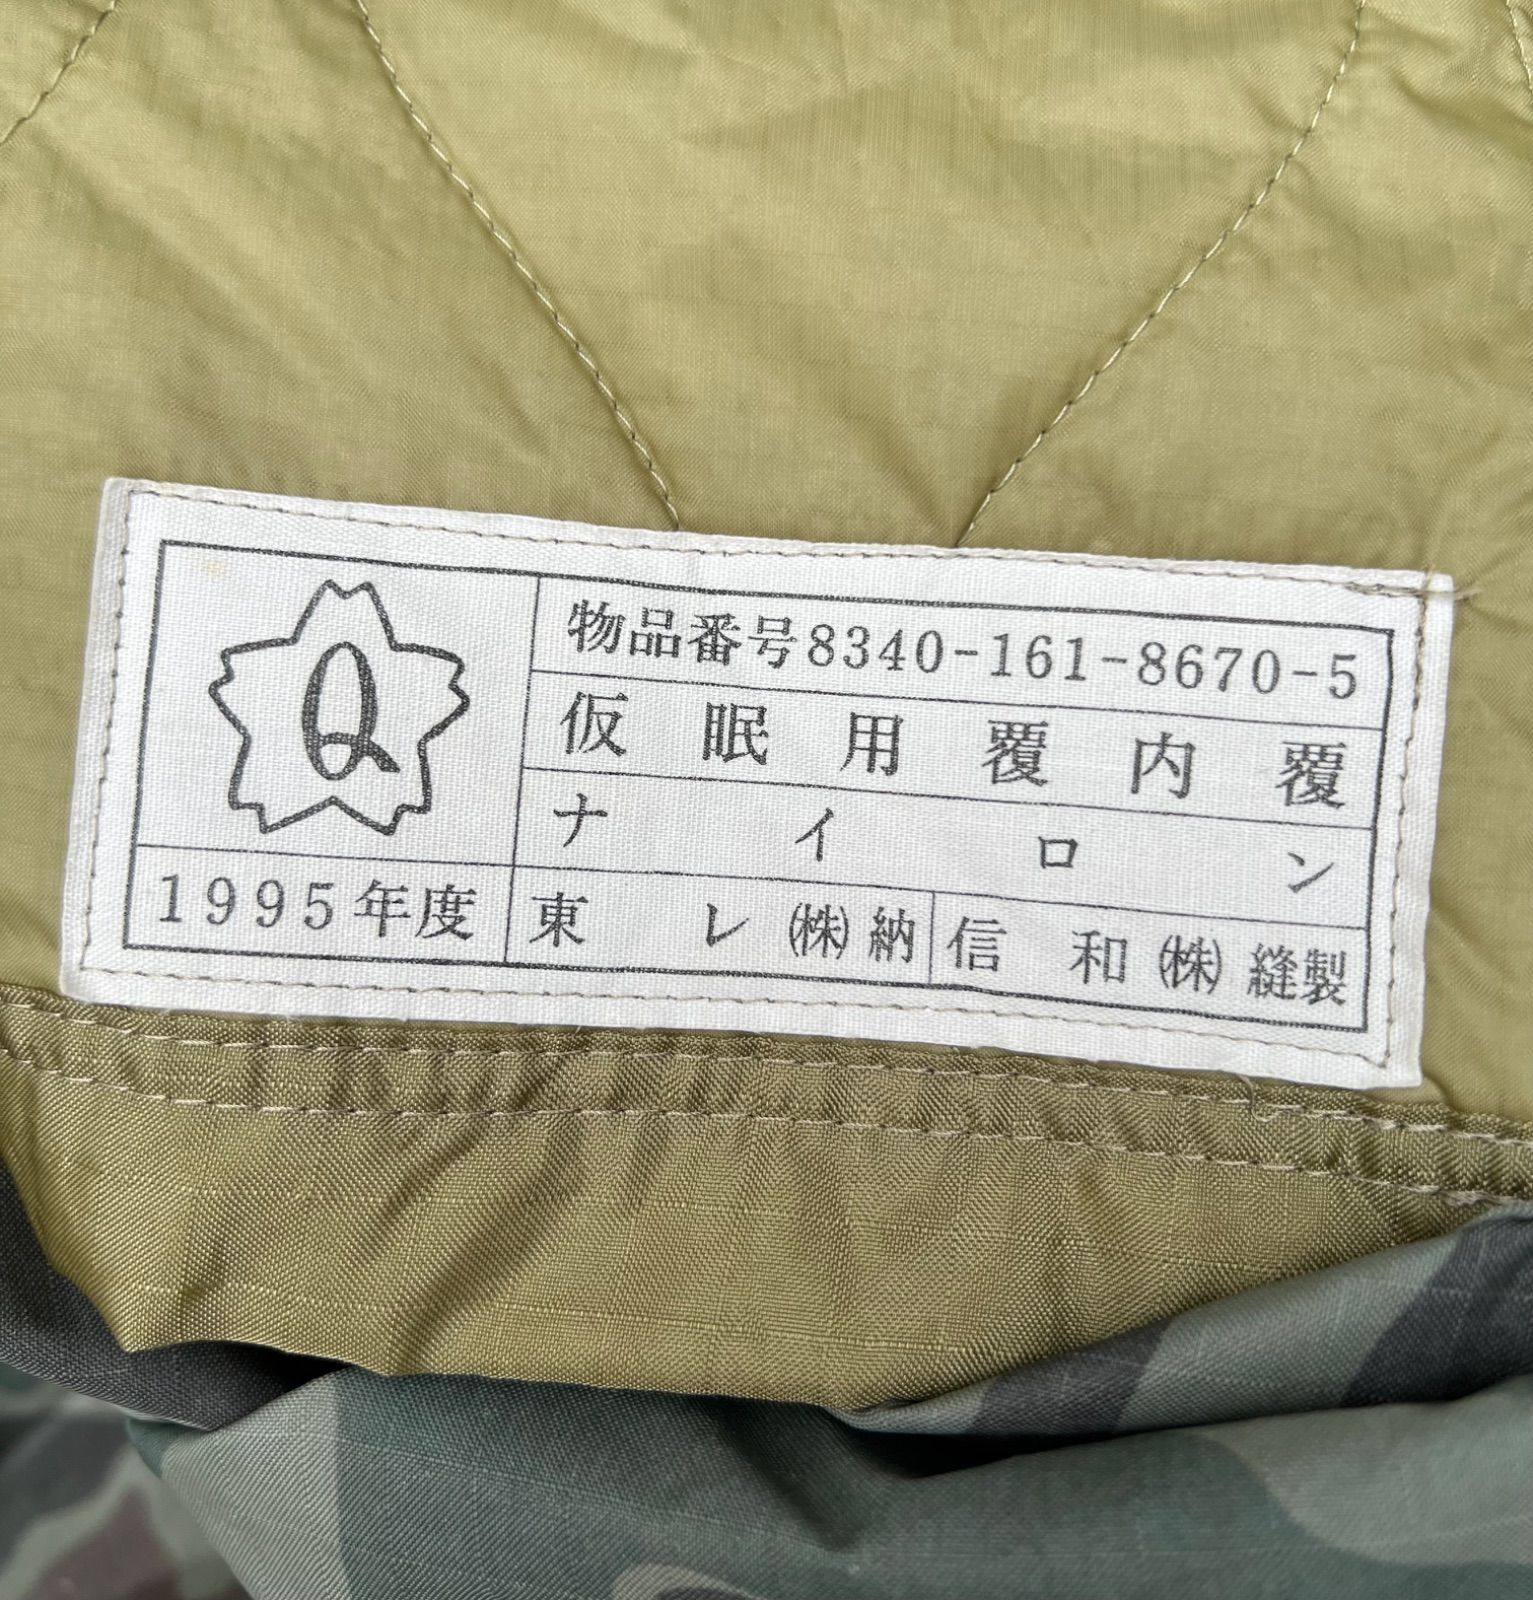 Q
物品番号8340-161-8670-5
仮眠用覆内覆
ナイロン
1995年度
東レ㈱納
信和㈱縫製